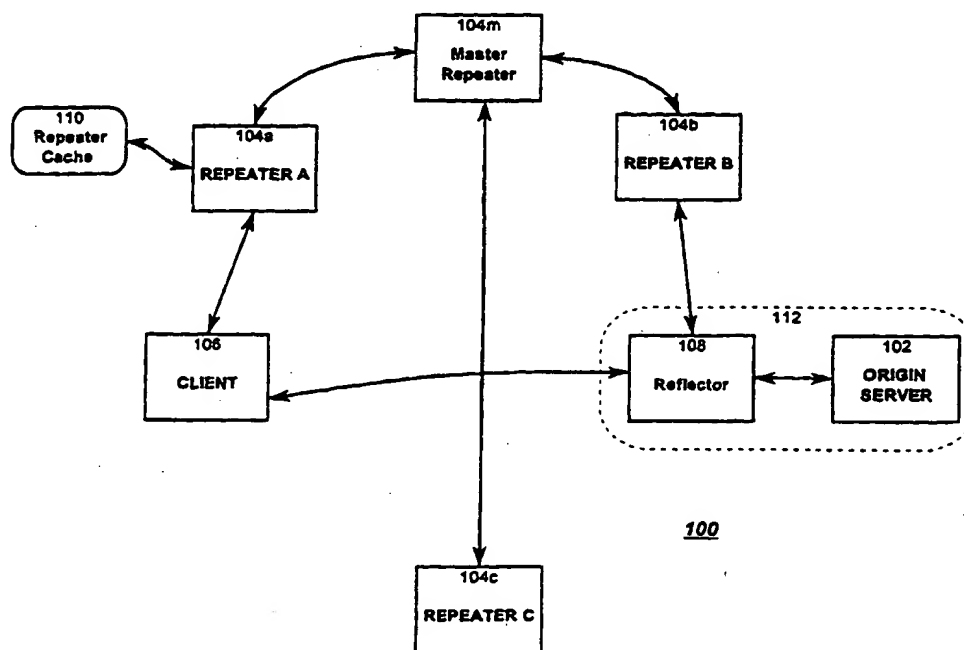 104m
Master
Repeater
110
Repeater
Cache
104a
REPEATER A
104b
REPEATER B
112
106
CLIENT
108
Reflector
102
ORIGIN
SERVER
100
104c
REPEATER C